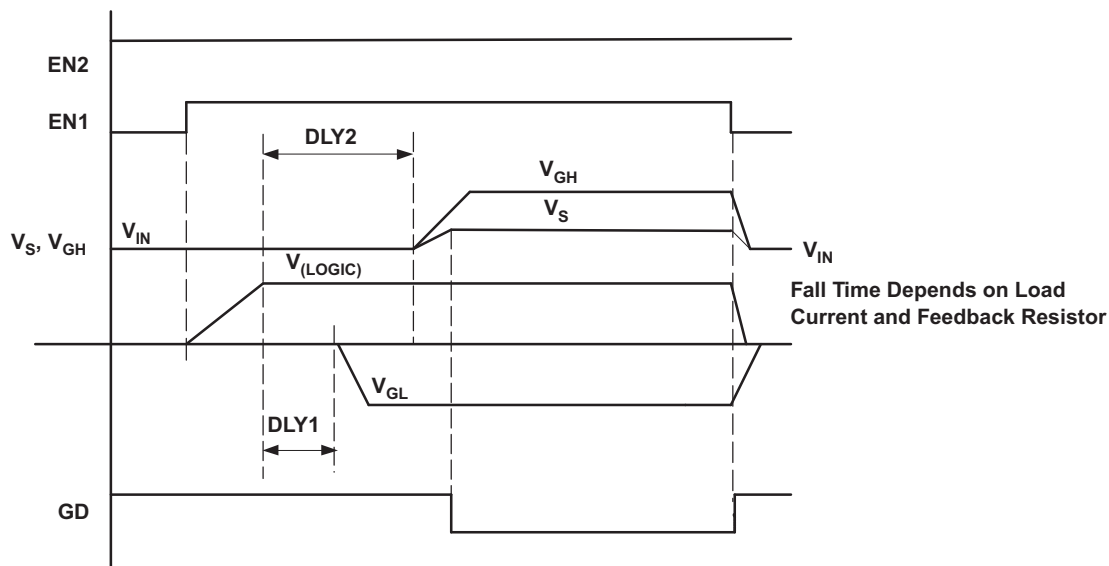 EN2
EN1
DLY2
V_GH
V_S
V_S, V_GH
V_IN
V_IN
V_(LOGIC)
Fall Time Depends on Load
Current and Feedback Resistor
V_GL
DLY1
GD